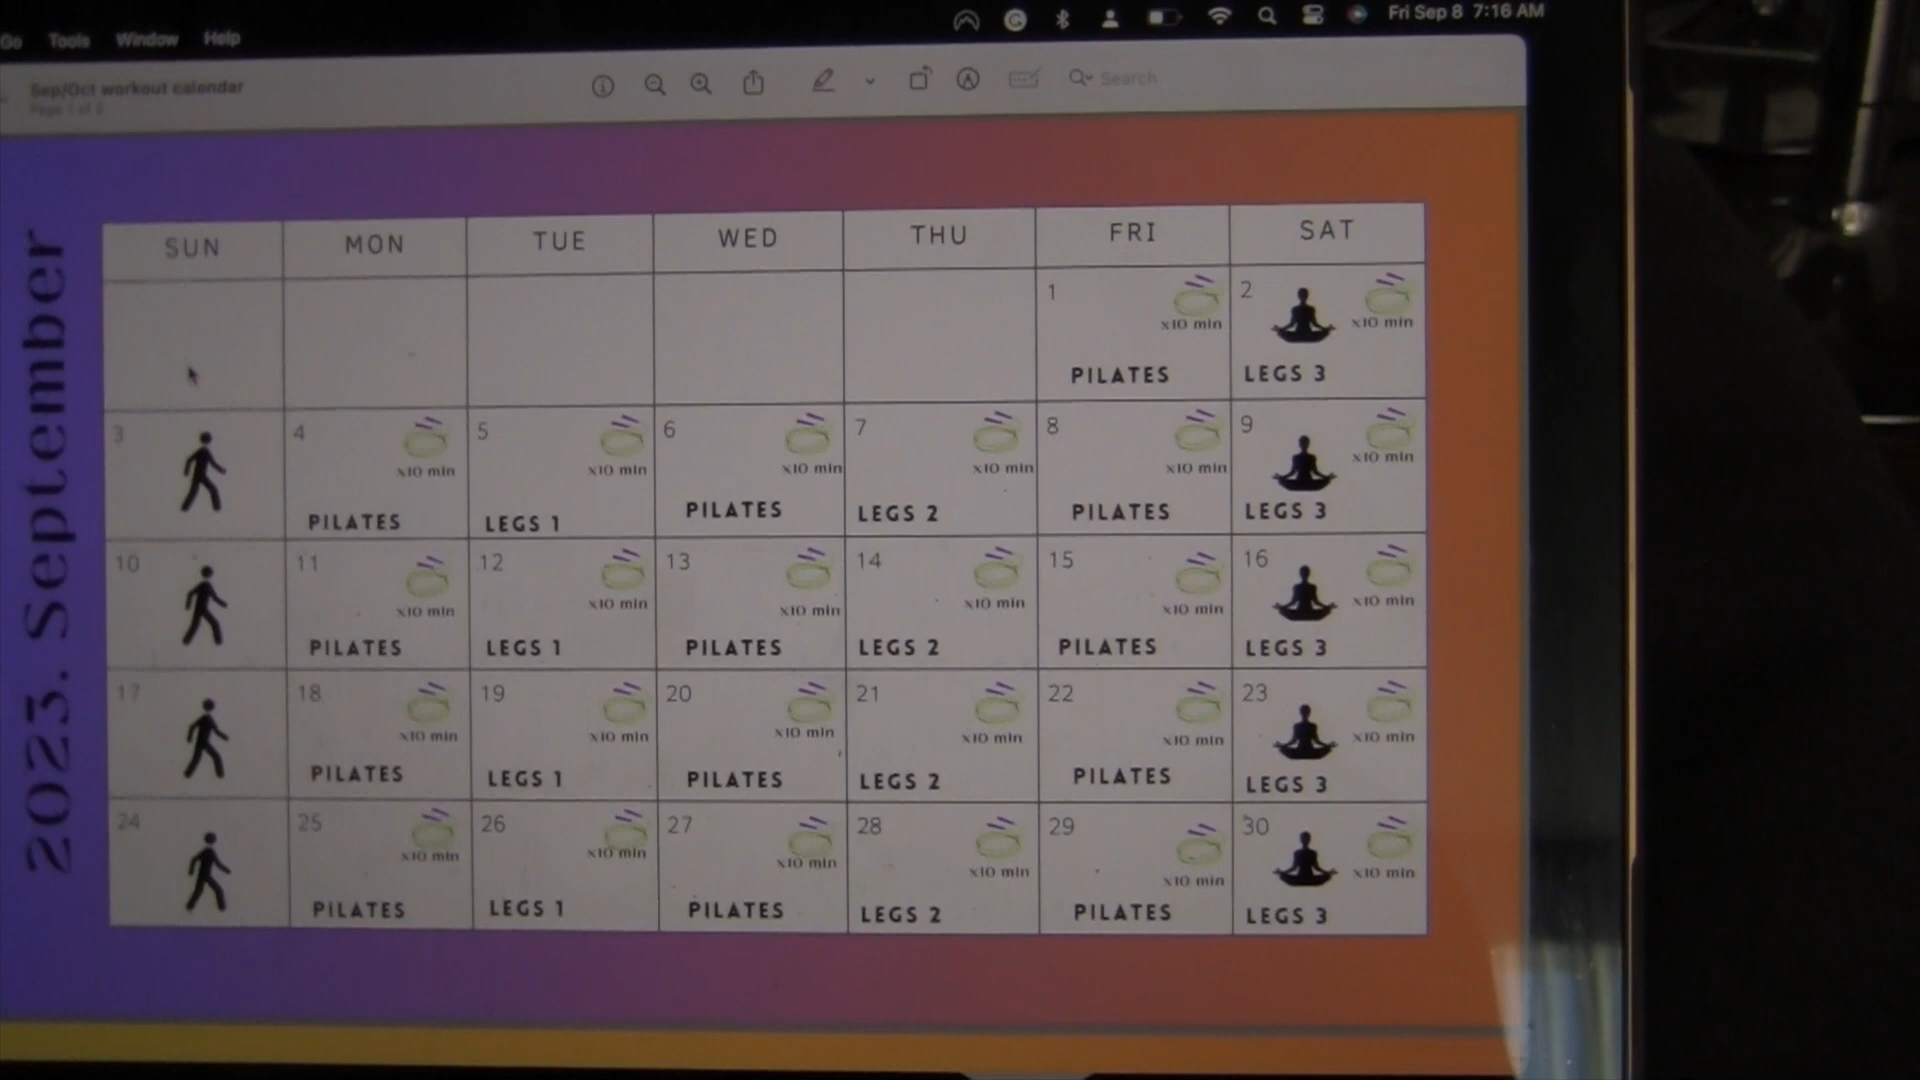 Fri Sep 8 7:16 AM
Go Tools Window Help
Sep/Oct workout calendar
Page 1 of 2
Search
2023. September
SUN MON TUE WED THU FRI SAT
1 2
x10 min x10 min
PILATES LEGS 3
3 4 5 6 7 8 9
x10 min x10 min x10 min x10 min x10 min x10 min
PILATES LEGS 1 PILATES LEGS 2 PILATES LEGS 3
10 11 12 13 14 15 16
x10 min x10 min x10 min x10 min x10 min x10 min
PILATES LEGS 1 PILATES LEGS 2 PILATES LEGS 3
17 18 19 20 21 22 23
x10 min x10 min x10 min x10 min x10 min x10 min
PILATES LEGS 1 PILATES LEGS 2 PILATES LEGS 3
24 25 26 27 28 29 30
x10 min x10 min x10 min x10 min x10 min x10 min
PILATES LEGS 1 PILATES LEGS 2 PILATES LEGS 3